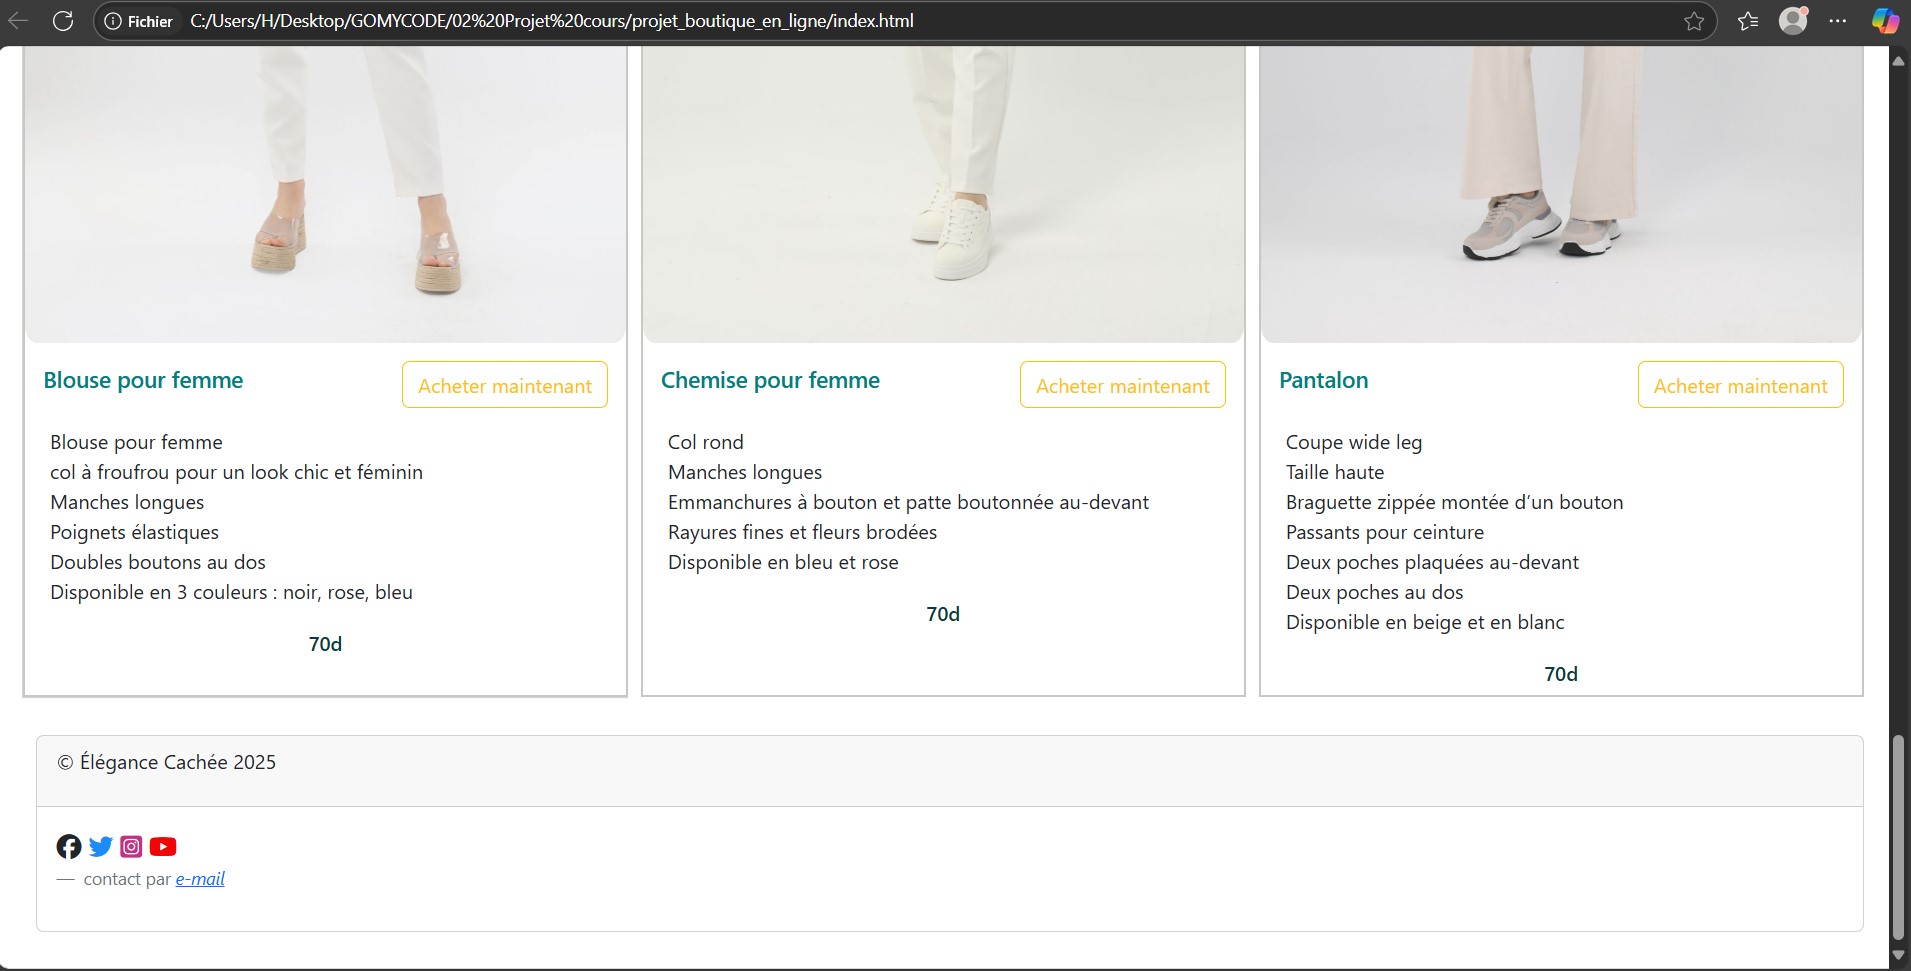 Fichier C:/Users/H/Desktop/GOMYCODE/02%20Projet%20cours/projet_boutique_en_ligne/index.html
Blouse pour femme
Acheter maintenant
Blouse pour femme
col à froufrou pour un look chic et féminin
Manches longues
Poignets élastiques
Doubles boutons au dos
Disponible en 3 couleurs : noir, rose, bleu
70d
Chemise pour femme
Acheter maintenant
Col rond
Manches longues
Emmanchures à bouton et patte boutonnée au-devant
Rayures fines et fleurs brodées
Disponible en bleu et rose
70d
Pantalon
Acheter maintenant
Coupe wide leg
Taille haute
Braguette zippée montée d’un bouton
Passants pour ceinture
Deux poches plaquées au-devant
Deux poches au dos
Disponible en beige et en blanc
70d
© Élégance Cachée 2025
— contact par e-mail